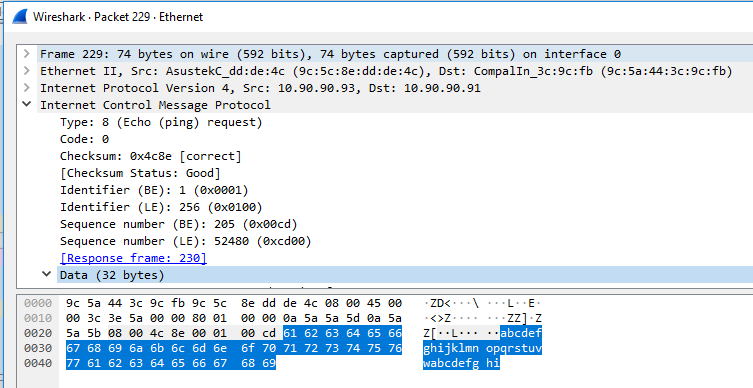 Wireshark · Packet 229 · Ethernet
Frame 229: 74 bytes on wire (592 bits), 74 bytes captured (592 bits) on interface 0
Ethernet II, Src: AsustekC_dd:de:4c (9c:5c:8e:dd:de:4c), Dst: CompalIn_3c:9c:fb (9c:5a:44:3c:9c:fb)
Internet Protocol Version 4, Src: 10.90.90.93, Dst: 10.90.90.91
Internet Control Message Protocol
Type: 8 (Echo (ping) request)
Code: 0
Checksum: 0x4c8e [correct]
[Checksum Status: Good]
Identifier (BE): 1 (0x0001)
Identifier (LE): 256 (0x0100)
Sequence number (BE): 205 (0x00cd)
Sequence number (LE): 52480 (0xcd00)
[Response frame: 230]
Data (32 bytes)
0000 9c 5a 44 3c 9c fb 9c 5c 8e dd de 4c 08 00 45 00 ·ZD<···\ ···L··E·
0010 00 3c 3e 5a 00 00 80 01 00 00 0a 5a 5a 5d 0a 5a ·<>Z···· ···ZZ]·Z
0020 5a 5b 08 00 4c 8e 00 01 00 cd 61 62 63 64 65 66 Z[··L··· ··abcdef
0030 67 68 69 6a 6b 6c 6d 6e 6f 70 71 72 73 74 75 76 ghijklmn opqrstuv
0040 77 61 62 63 64 65 66 67 68 69 wabcdefg hi